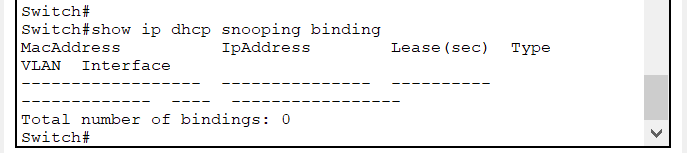 Switch#
Switch#show ip dhcp snooping binding
MacAddress          IpAddress        Lease(sec)  Type
VLAN  Interface
------------------  ---------------  ----------
-------------  ----  -----------------
Total number of bindings: 0
Switch#